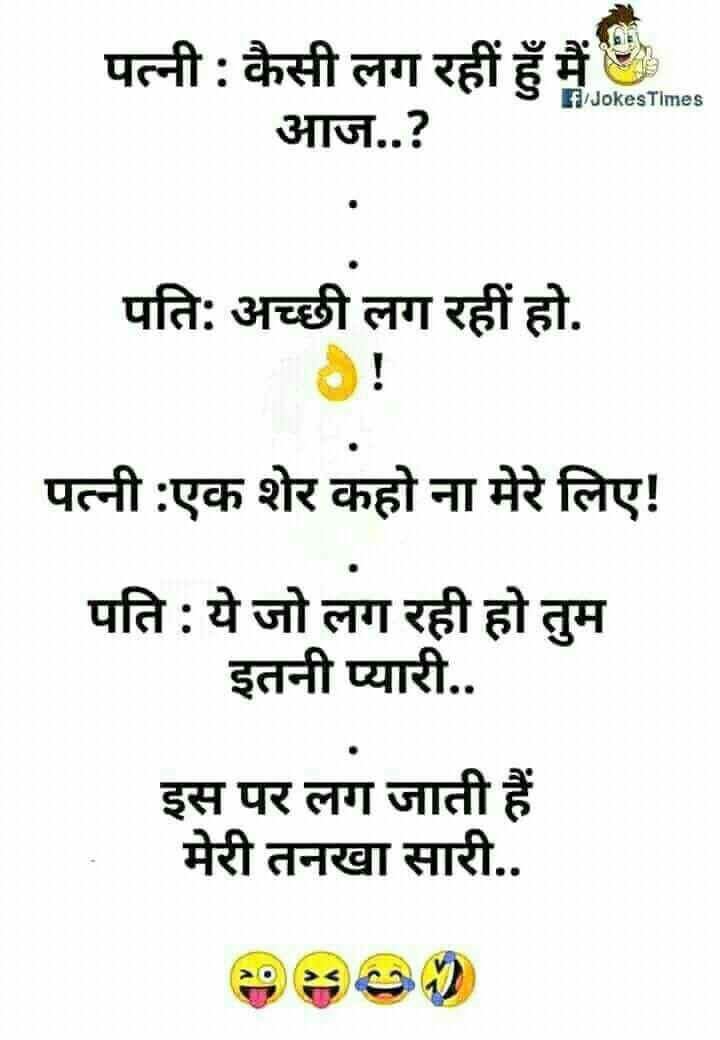 पत्नी : कैसी लग रहीं हुँ मैं
f/JokesTimes
आज..?
.
.
पति: अच्छी लग रहीं हो.
👌!
.
पत्नी :एक शेर कहो ना मेरे लिए!
.
पति : ये जो लग रही हो तुम
इतनी प्यारी..
.
इस पर लग जाती हैं
मेरी तनखा सारी..
😜😝😂🤣